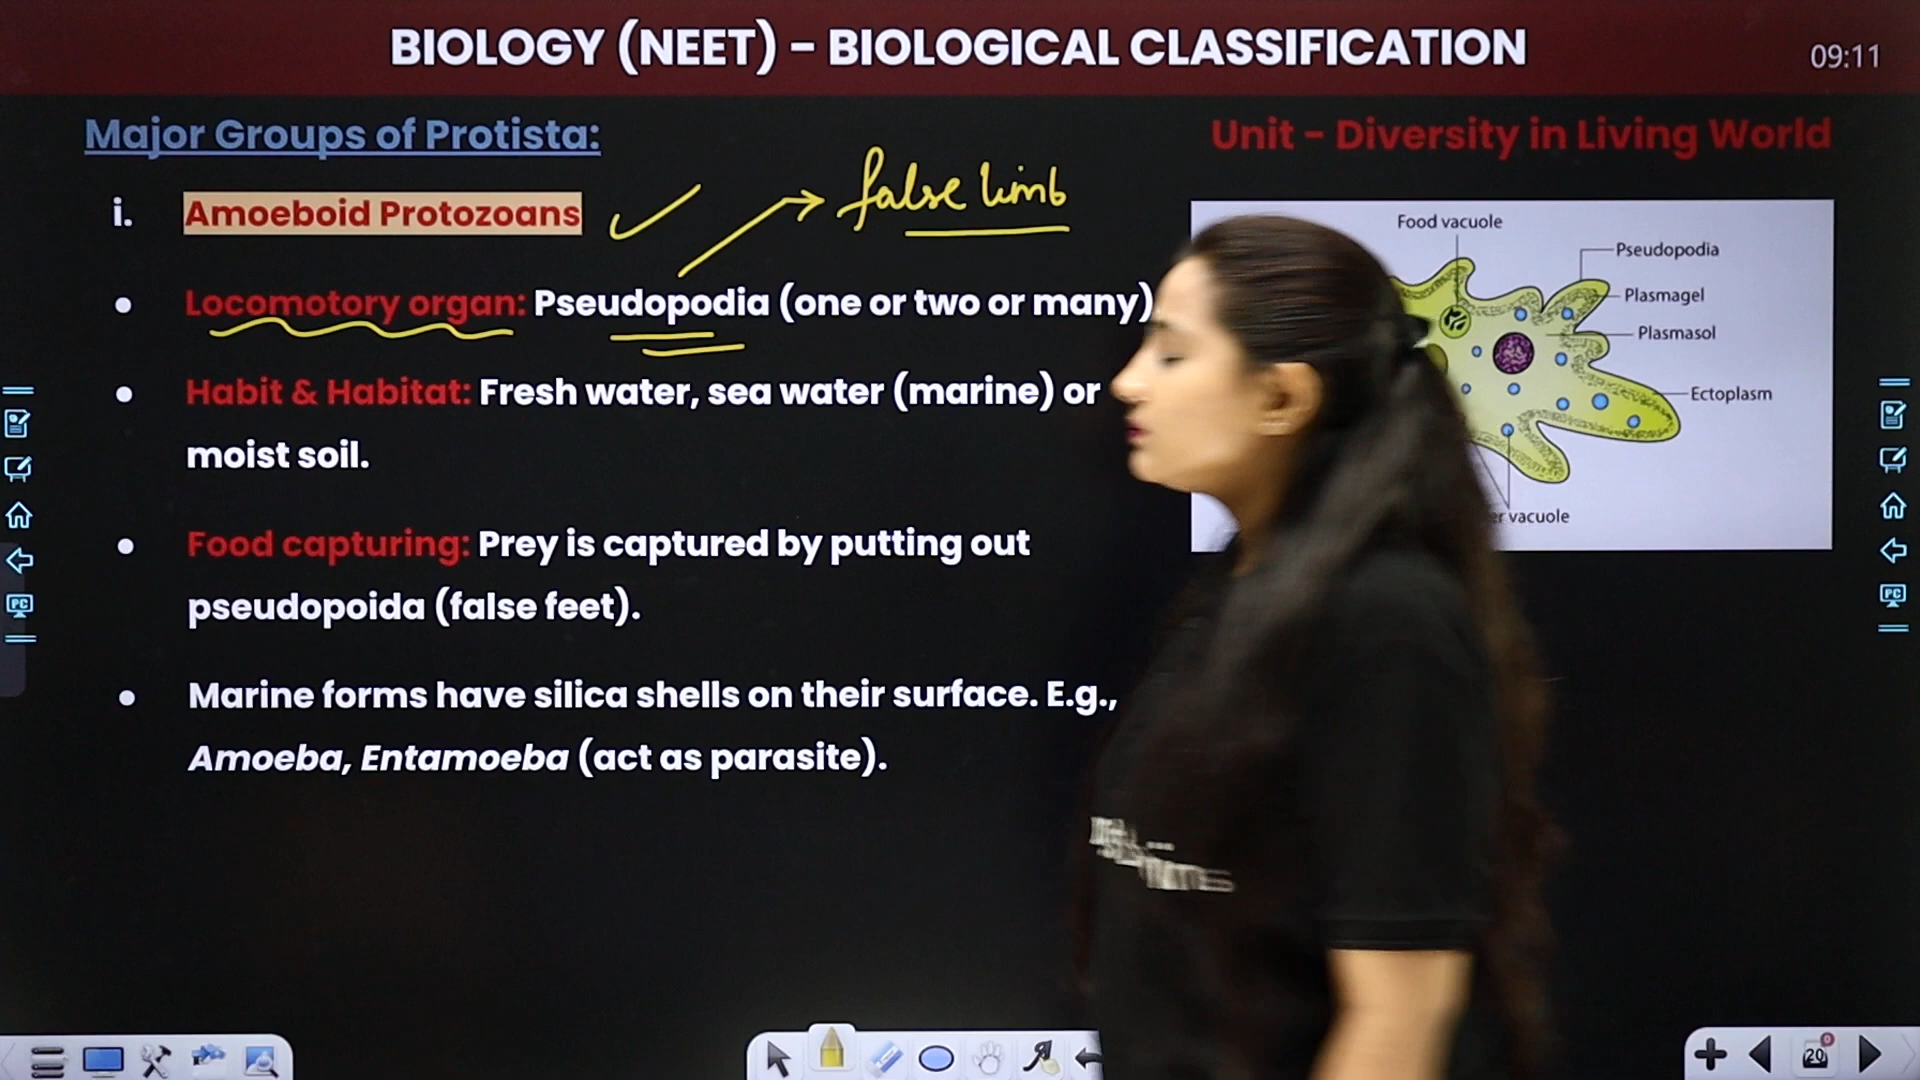 BIOLOGY (NEET) - BIOLOGICAL CLASSIFICATION
09:11
Major Groups of Protista:
Unit - Diversity in Living World
false limb
i. Amoeboid Protozoans
• Locomotory organ: Pseudopodia (one or two or many)
• Habit & Habitat: Fresh water, sea water (marine) or
moist soil.
• Food capturing: Prey is captured by putting out
pseudopoida (false feet).
• Marine forms have silica shells on their surface. E.g.,
Amoeba, Entamoeba (act as parasite).
Food vacuole
Pseudopodia
Plasmagel
Plasmasol
Ectoplasm
vacuole
PC
PC
20
0